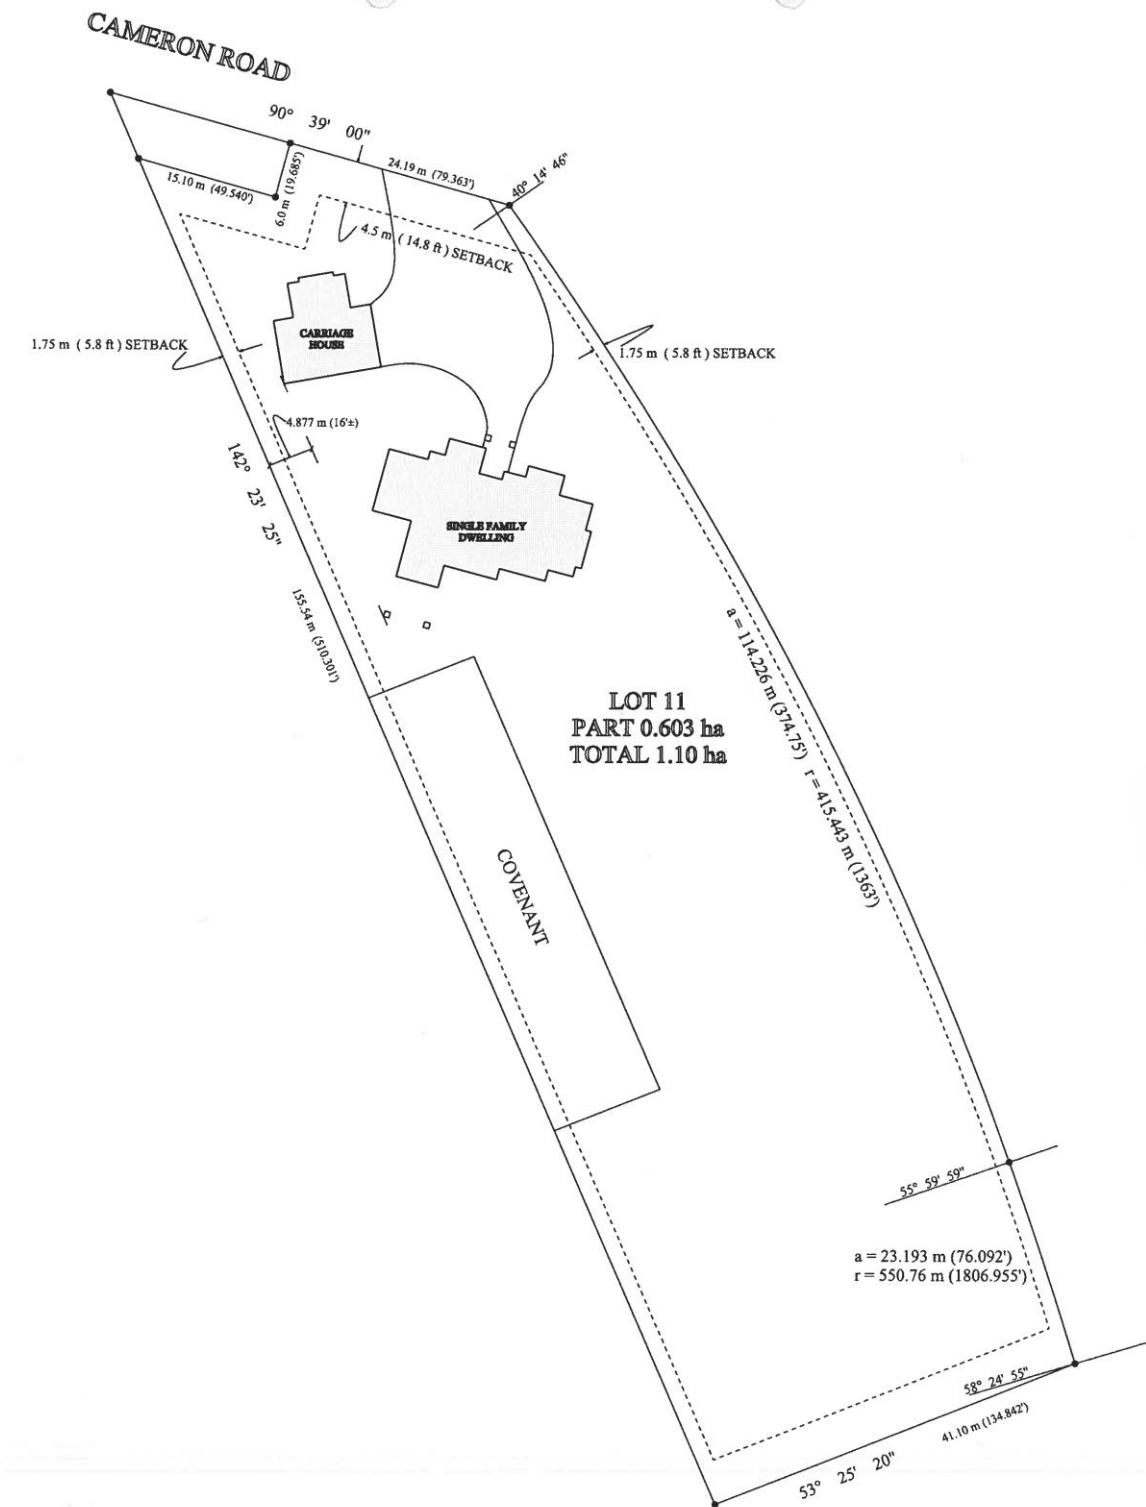 CAMERON ROAD
90° 39' 00"
24.19 m (79.363')
40° 14' 46"
15.10 m (49.540')
6.0 m (19.685')
4.5 m ( 14.8 ft ) SETBACK
CARRIAGE
HOUSE
1.75 m ( 5.8 ft ) SETBACK
1.75 m ( 5.8 ft ) SETBACK
4.877 m (16'±)
142° 23' 25"
SINGLE FAMILY
DWELLING
155.54 m (510.301')
a = 114.226 m (374.75') r = 415.443 m (1363')
LOT 11
PART 0.603 ha
TOTAL 1.10 ha
COVENANT
55° 59' 59"
a = 23.193 m (76.092')
r = 550.76 m (1806.955')
58° 24' 55"
41.10 m (134.842')
53° 25' 20"